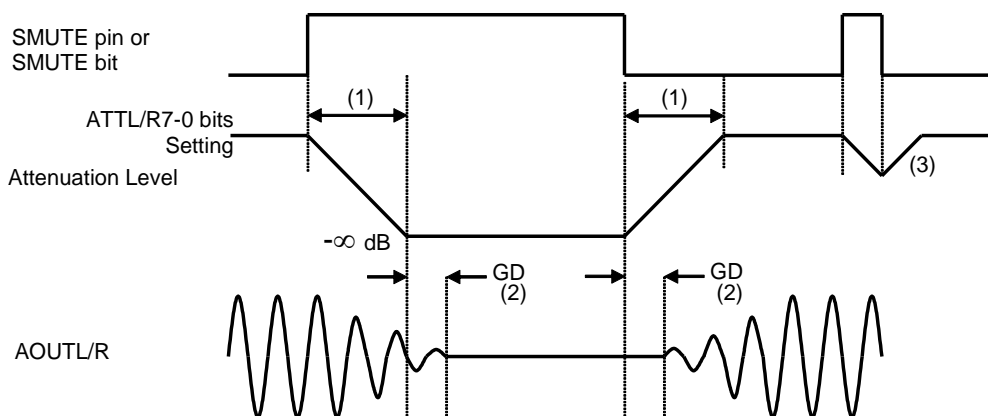 SMUTE pin or
SMUTE bit
(1)
(1)
ATTL/R7-0 bits
Setting
Attenuation Level
(3)
-∞ dB
GD
(2)
GD
(2)
AOUTL/R